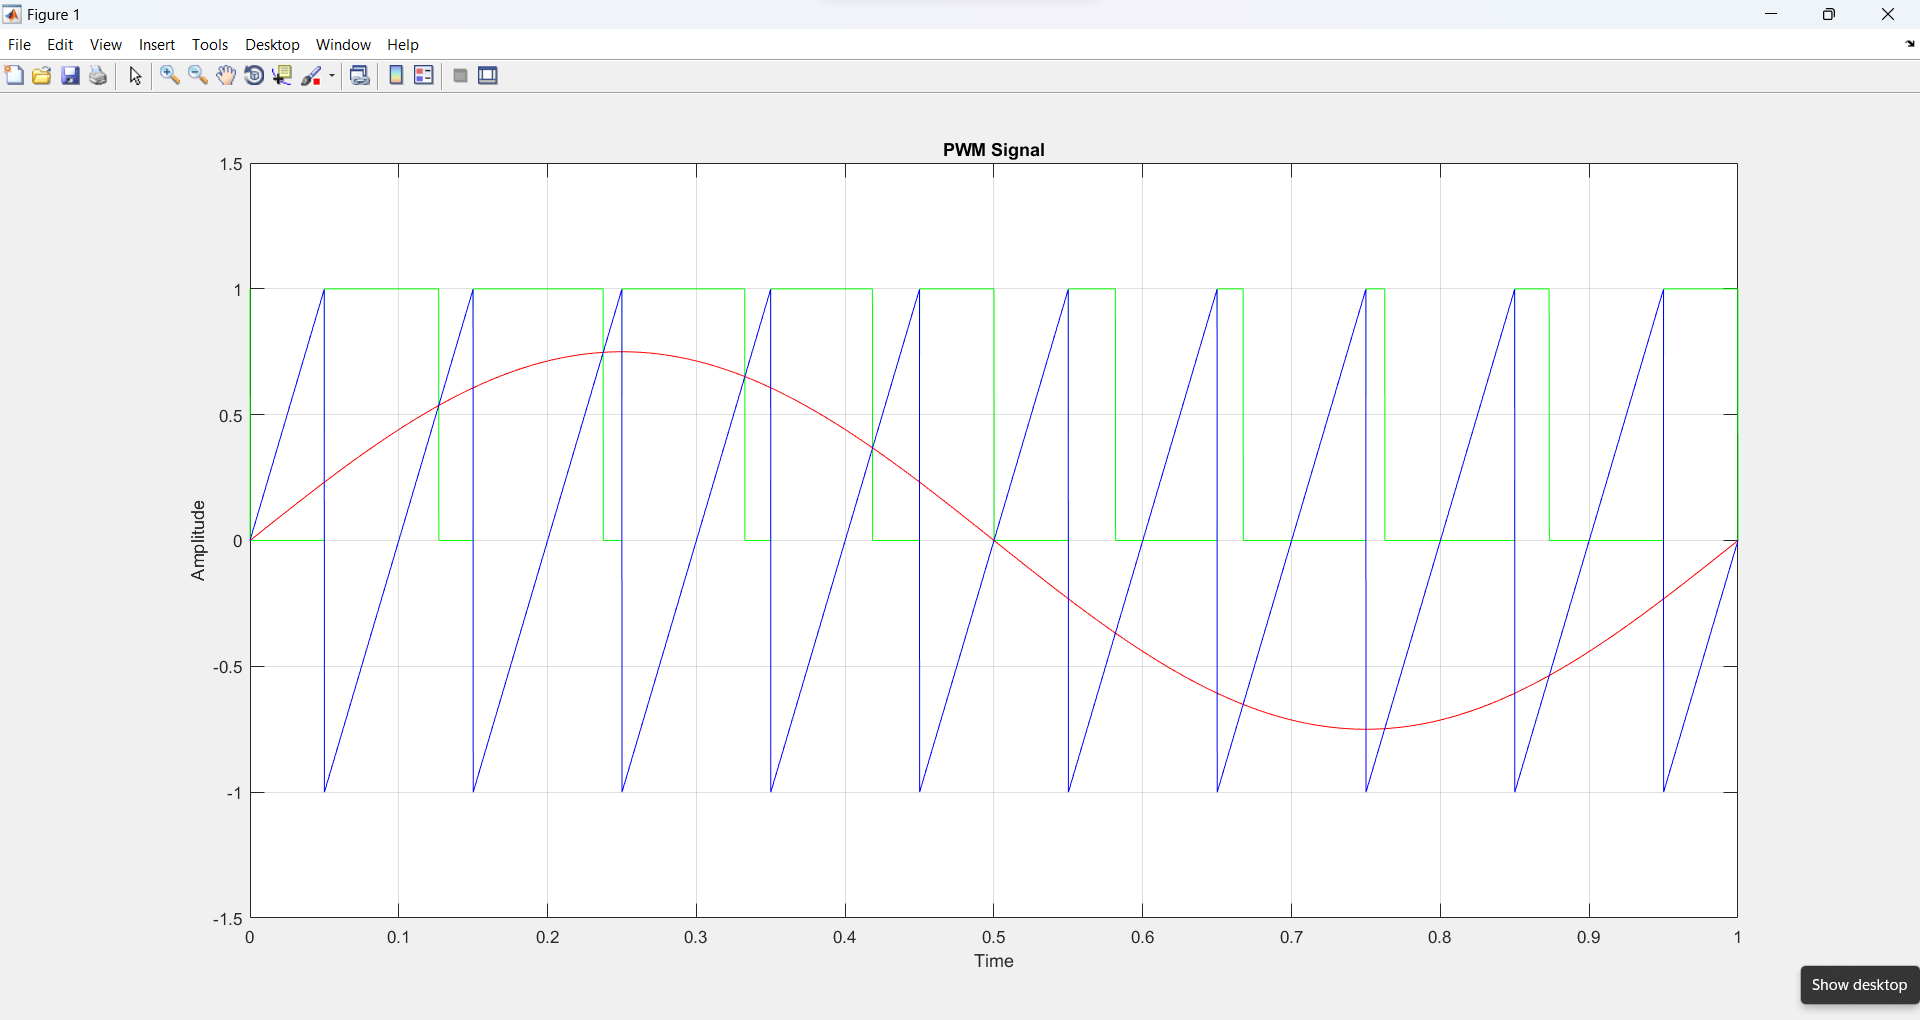 Figure 1
File Edit View Insert Tools Desktop Window Help
PWM Signal
1.5
1
0.5
0
-0.5
-1
-1.5
Amplitude
0 0.1 0.2 0.3 0.4 0.5 0.6 0.7 0.8 0.9 1
Time
Show desktop